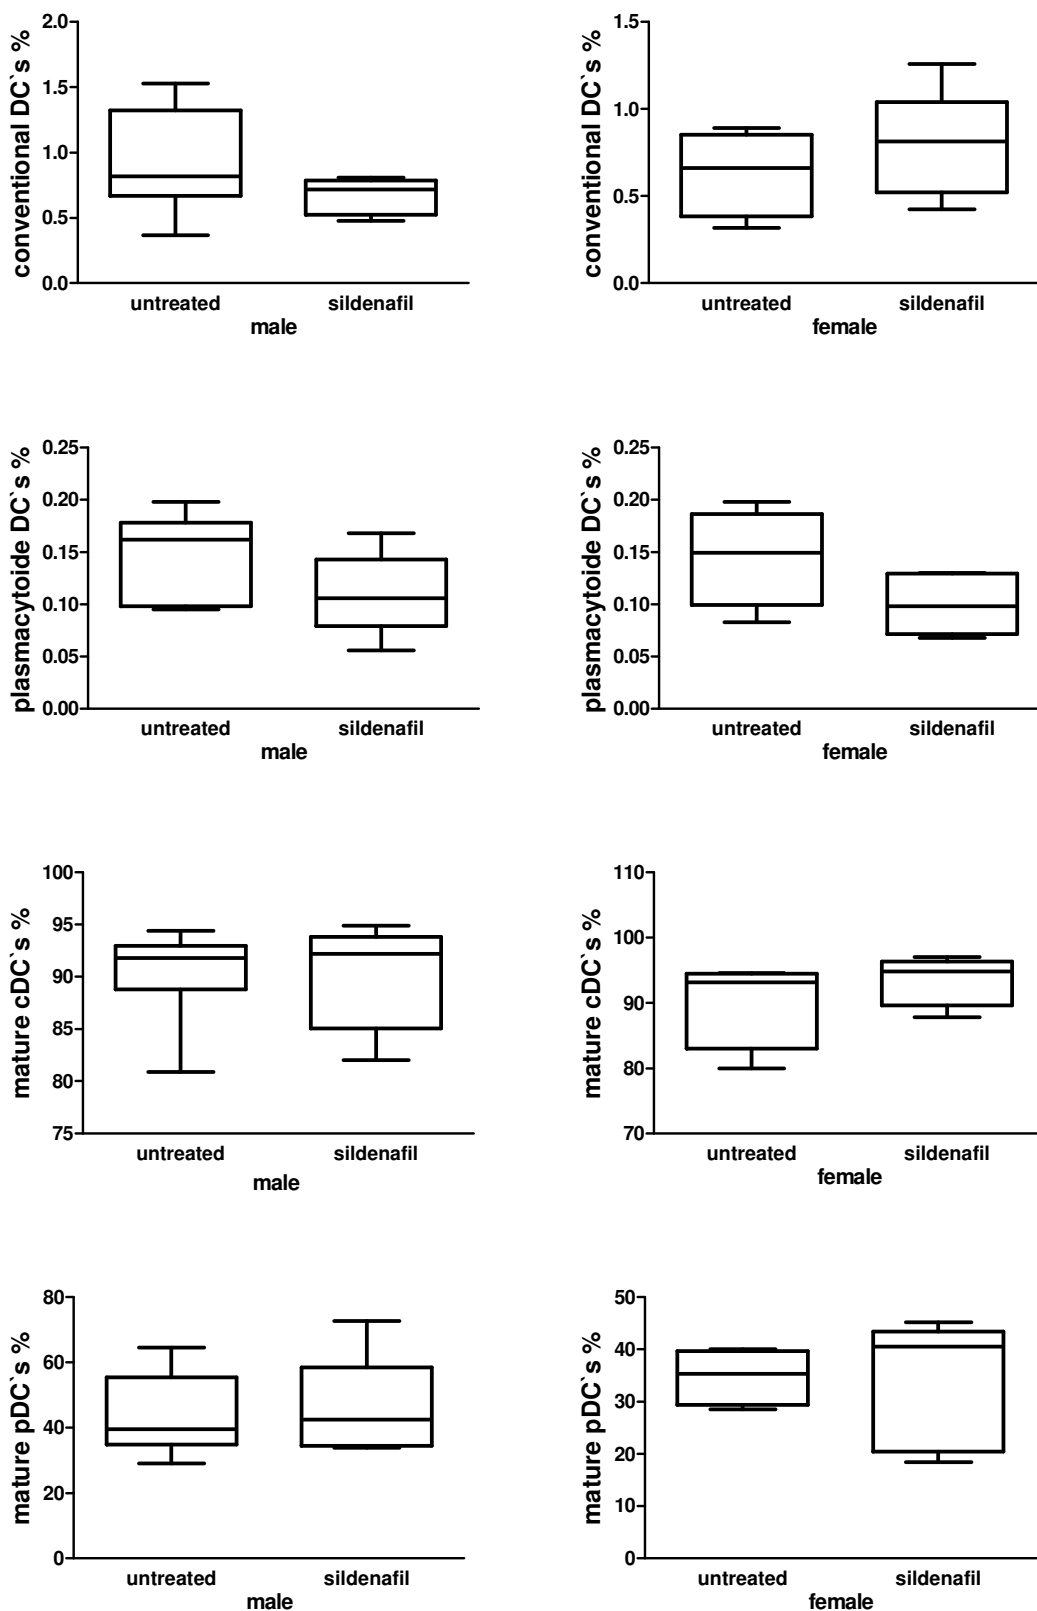 conventional DC`s %
2.0
1.5
1.0
0.5
0.0
untreated sildenafil
male
conventional DC`s %
1.5
1.0
0.5
0.0
untreated sildenafil
female
plasmacytoide DC`s %
0.25
0.20
0.15
0.10
0.05
0.00
untreated sildenafil
male
plasmacytoide DC`s %
0.25
0.20
0.15
0.10
0.05
0.00
untreated sildenafil
female
mature cDC`s %
100
95
90
85
80
75
untreated sildenafil
male
mature cDC`s %
110
100
90
80
70
untreated sildenafil
female
mature pDC`s %
80
60
40
20
0
untreated sildenafil
male
mature pDC`s %
50
40
30
20
10
0
untreated sildenafil
female